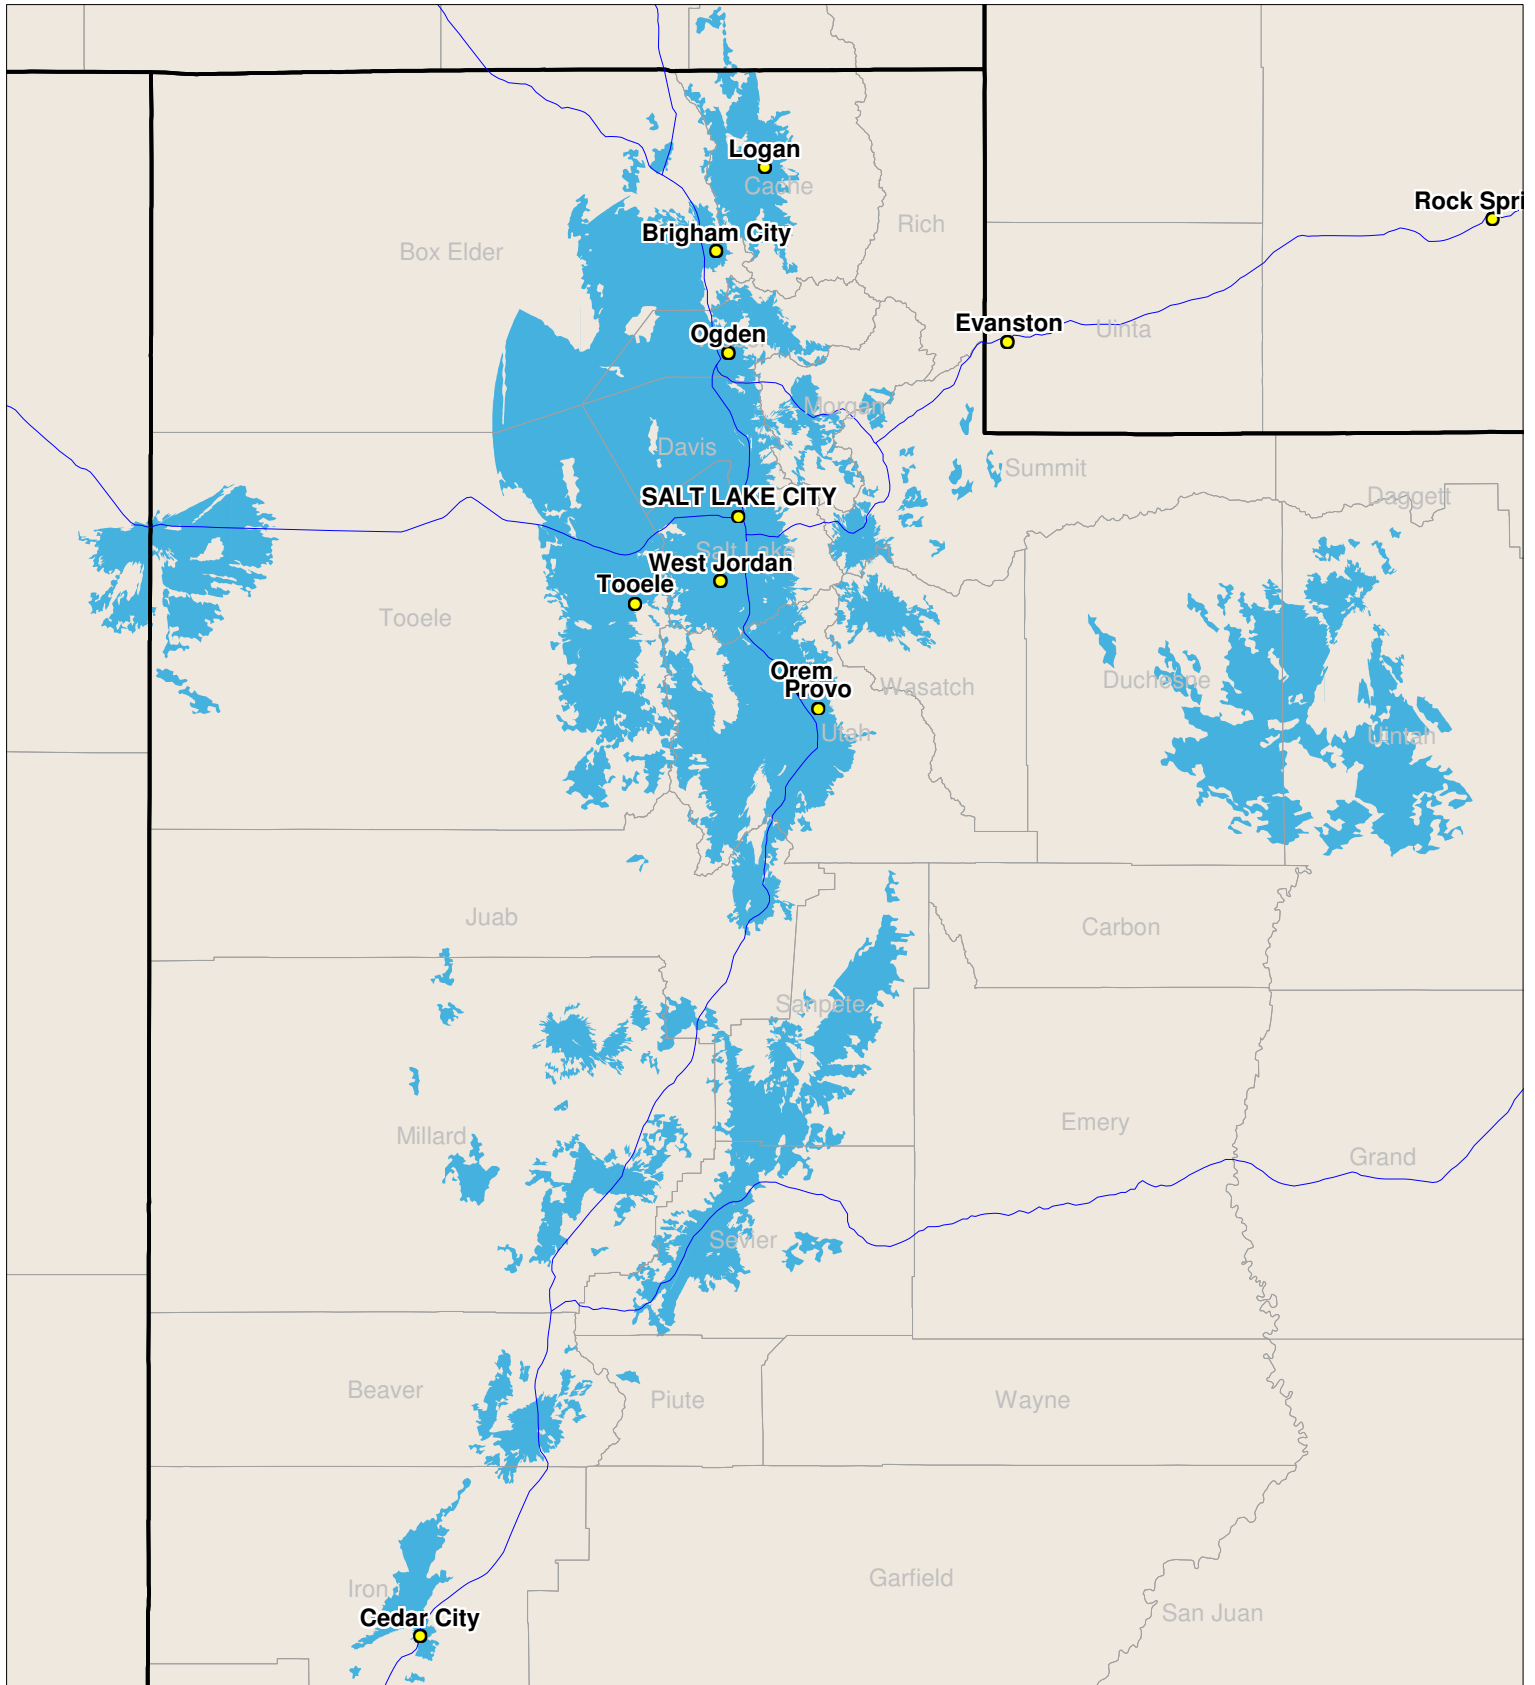 Logan
Cache
Rock Spri
Rich
Brigham City
Box Elder
Evanston
Uinta
Ogden
Morgan
Davis
Summit
SALT LAKE CITY
Daggett
Salt Lake
West Jordan
Tooele
Tooele
Orem
Provo
Wasatch
Duchesne
Utah
Uintah
Juab
Carbon
Sanpete
Millard
Emery
Grand
Sevier
Beaver
Piute
Wayne
Iron
Garfield
Cedar City
San Juan